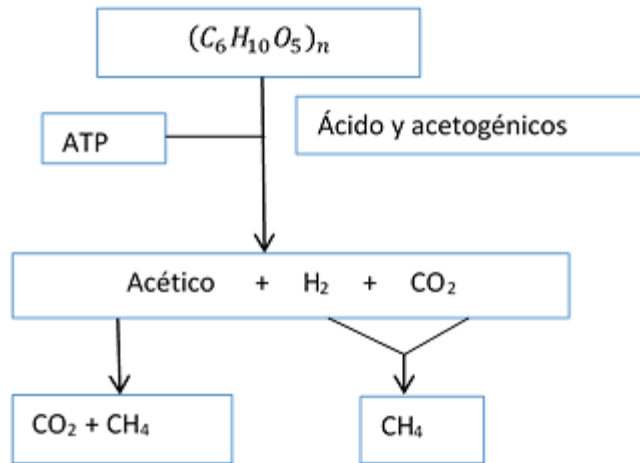 (C₆H₁₀O₅)ₙ
ATP
Ácido y acetogénicos
Acético + H₂ + CO₂
CO₂ + CH₄
CH₄